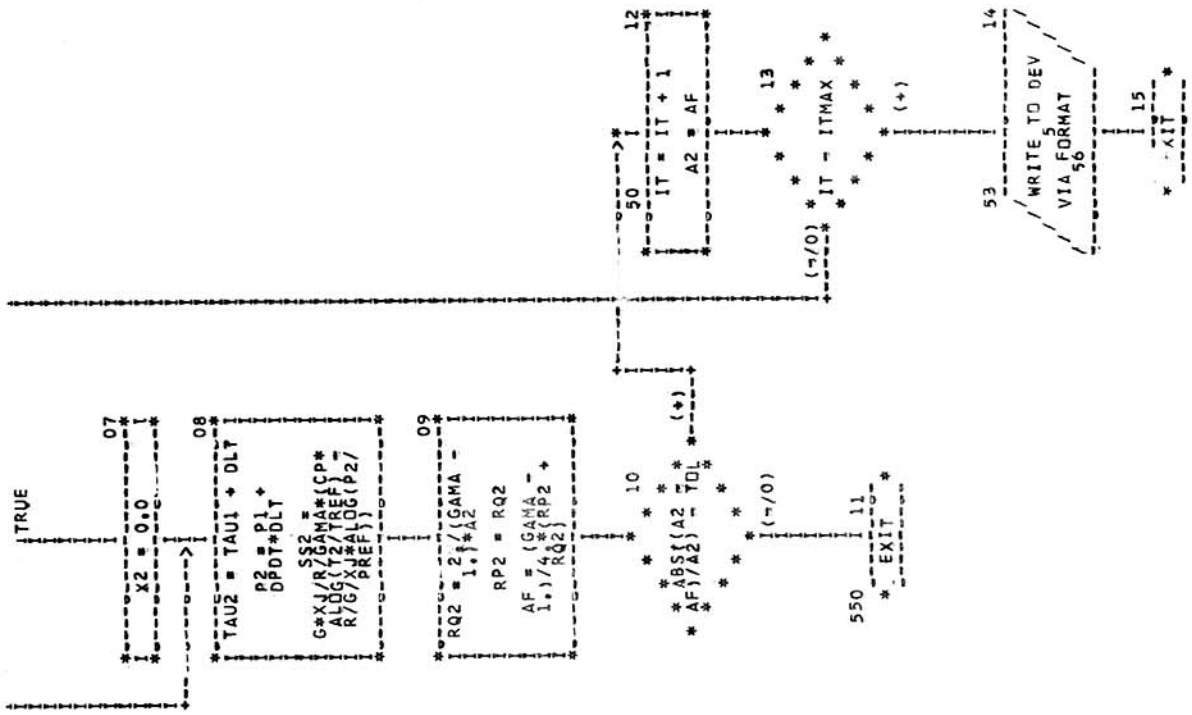 TRUE
07
X2 = 0.0
08
TAU2 = TAU1 + DLT
P2 = P1 +
DPDT*DLT
SS2 =
G*XJ/R/GAMA*(CP*
ALOG(T2/TREF) -
R/G/XJ*ALOG(P2/
PREF))
09
RQ2 = 2./(GAMA -
1.)*A2
RP2 = RQ2
AF = (GAMA -
1.)/4.*(RP2 +
RQ2)
10
ABS((A2 -
AF)/A2) - TOL
(+)
(¬/0)
550
11
EXIT
50
12
IT = IT + 1
A2 = AF
13
IT - ITMAX
(¬/0)
(+)
53
14
WRITE TO DEV
5
VIA FORMAT
56
15